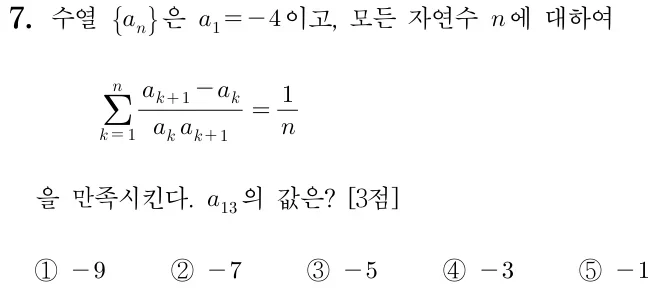 7. 수열 {aₙ}은 a₁=−4이고, 모든 자연수 n에 대하여
∑ₖ₌₁ⁿ (aₖ₊₁−aₖ)/(aₖaₖ₊₁) = 1/n
을 만족시킨다. a₁₃의 값은? [3점]
① −9 ② −7 ③ −5 ④ −3 ⑤ −1